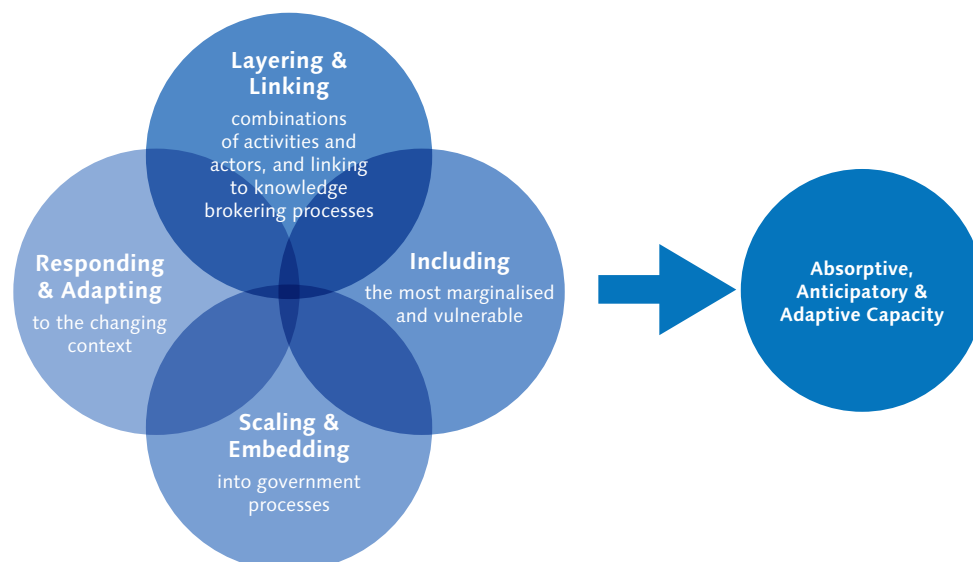 Layering &
Linking
combinations
of activities and
actors, and linking
to knowledge
brokering processes
Responding
& Adapting
to the changing
context
Including
the most marginalised
and vulnerable
Scaling &
Embedding
into government
processes
Absorptive,
Anticipatory &
Adaptive Capacity